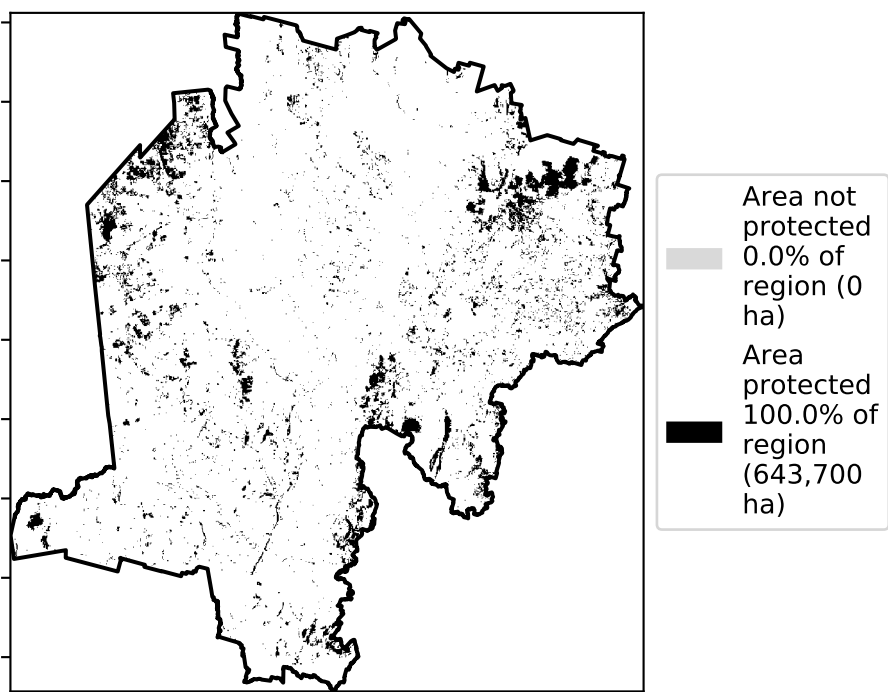 Area not
protected
0.0% of
region (0
ha)
Area
protected
100.0% of
region
(643,700
ha)